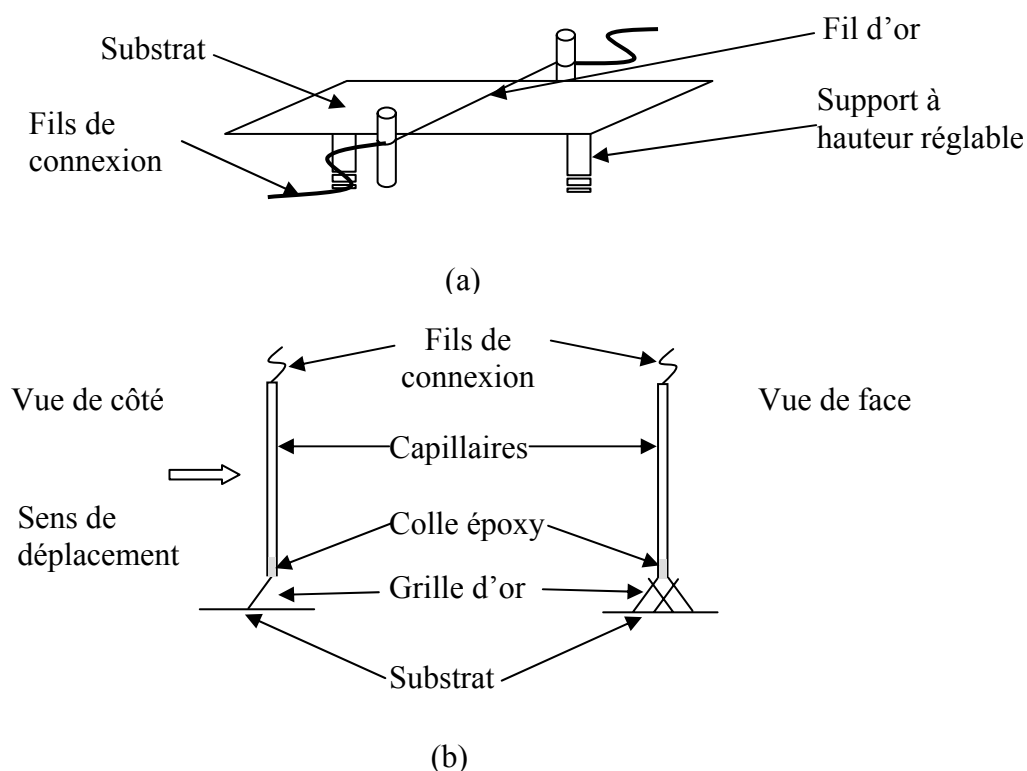 Substrat
Fil d’or
Fils de
connexion
Support à
hauteur réglable
(a)
Fils de
connexion
Vue de côté
Vue de face
Capillaires
Sens de
déplacement
Colle époxy
Grille d’or
Substrat
(b)